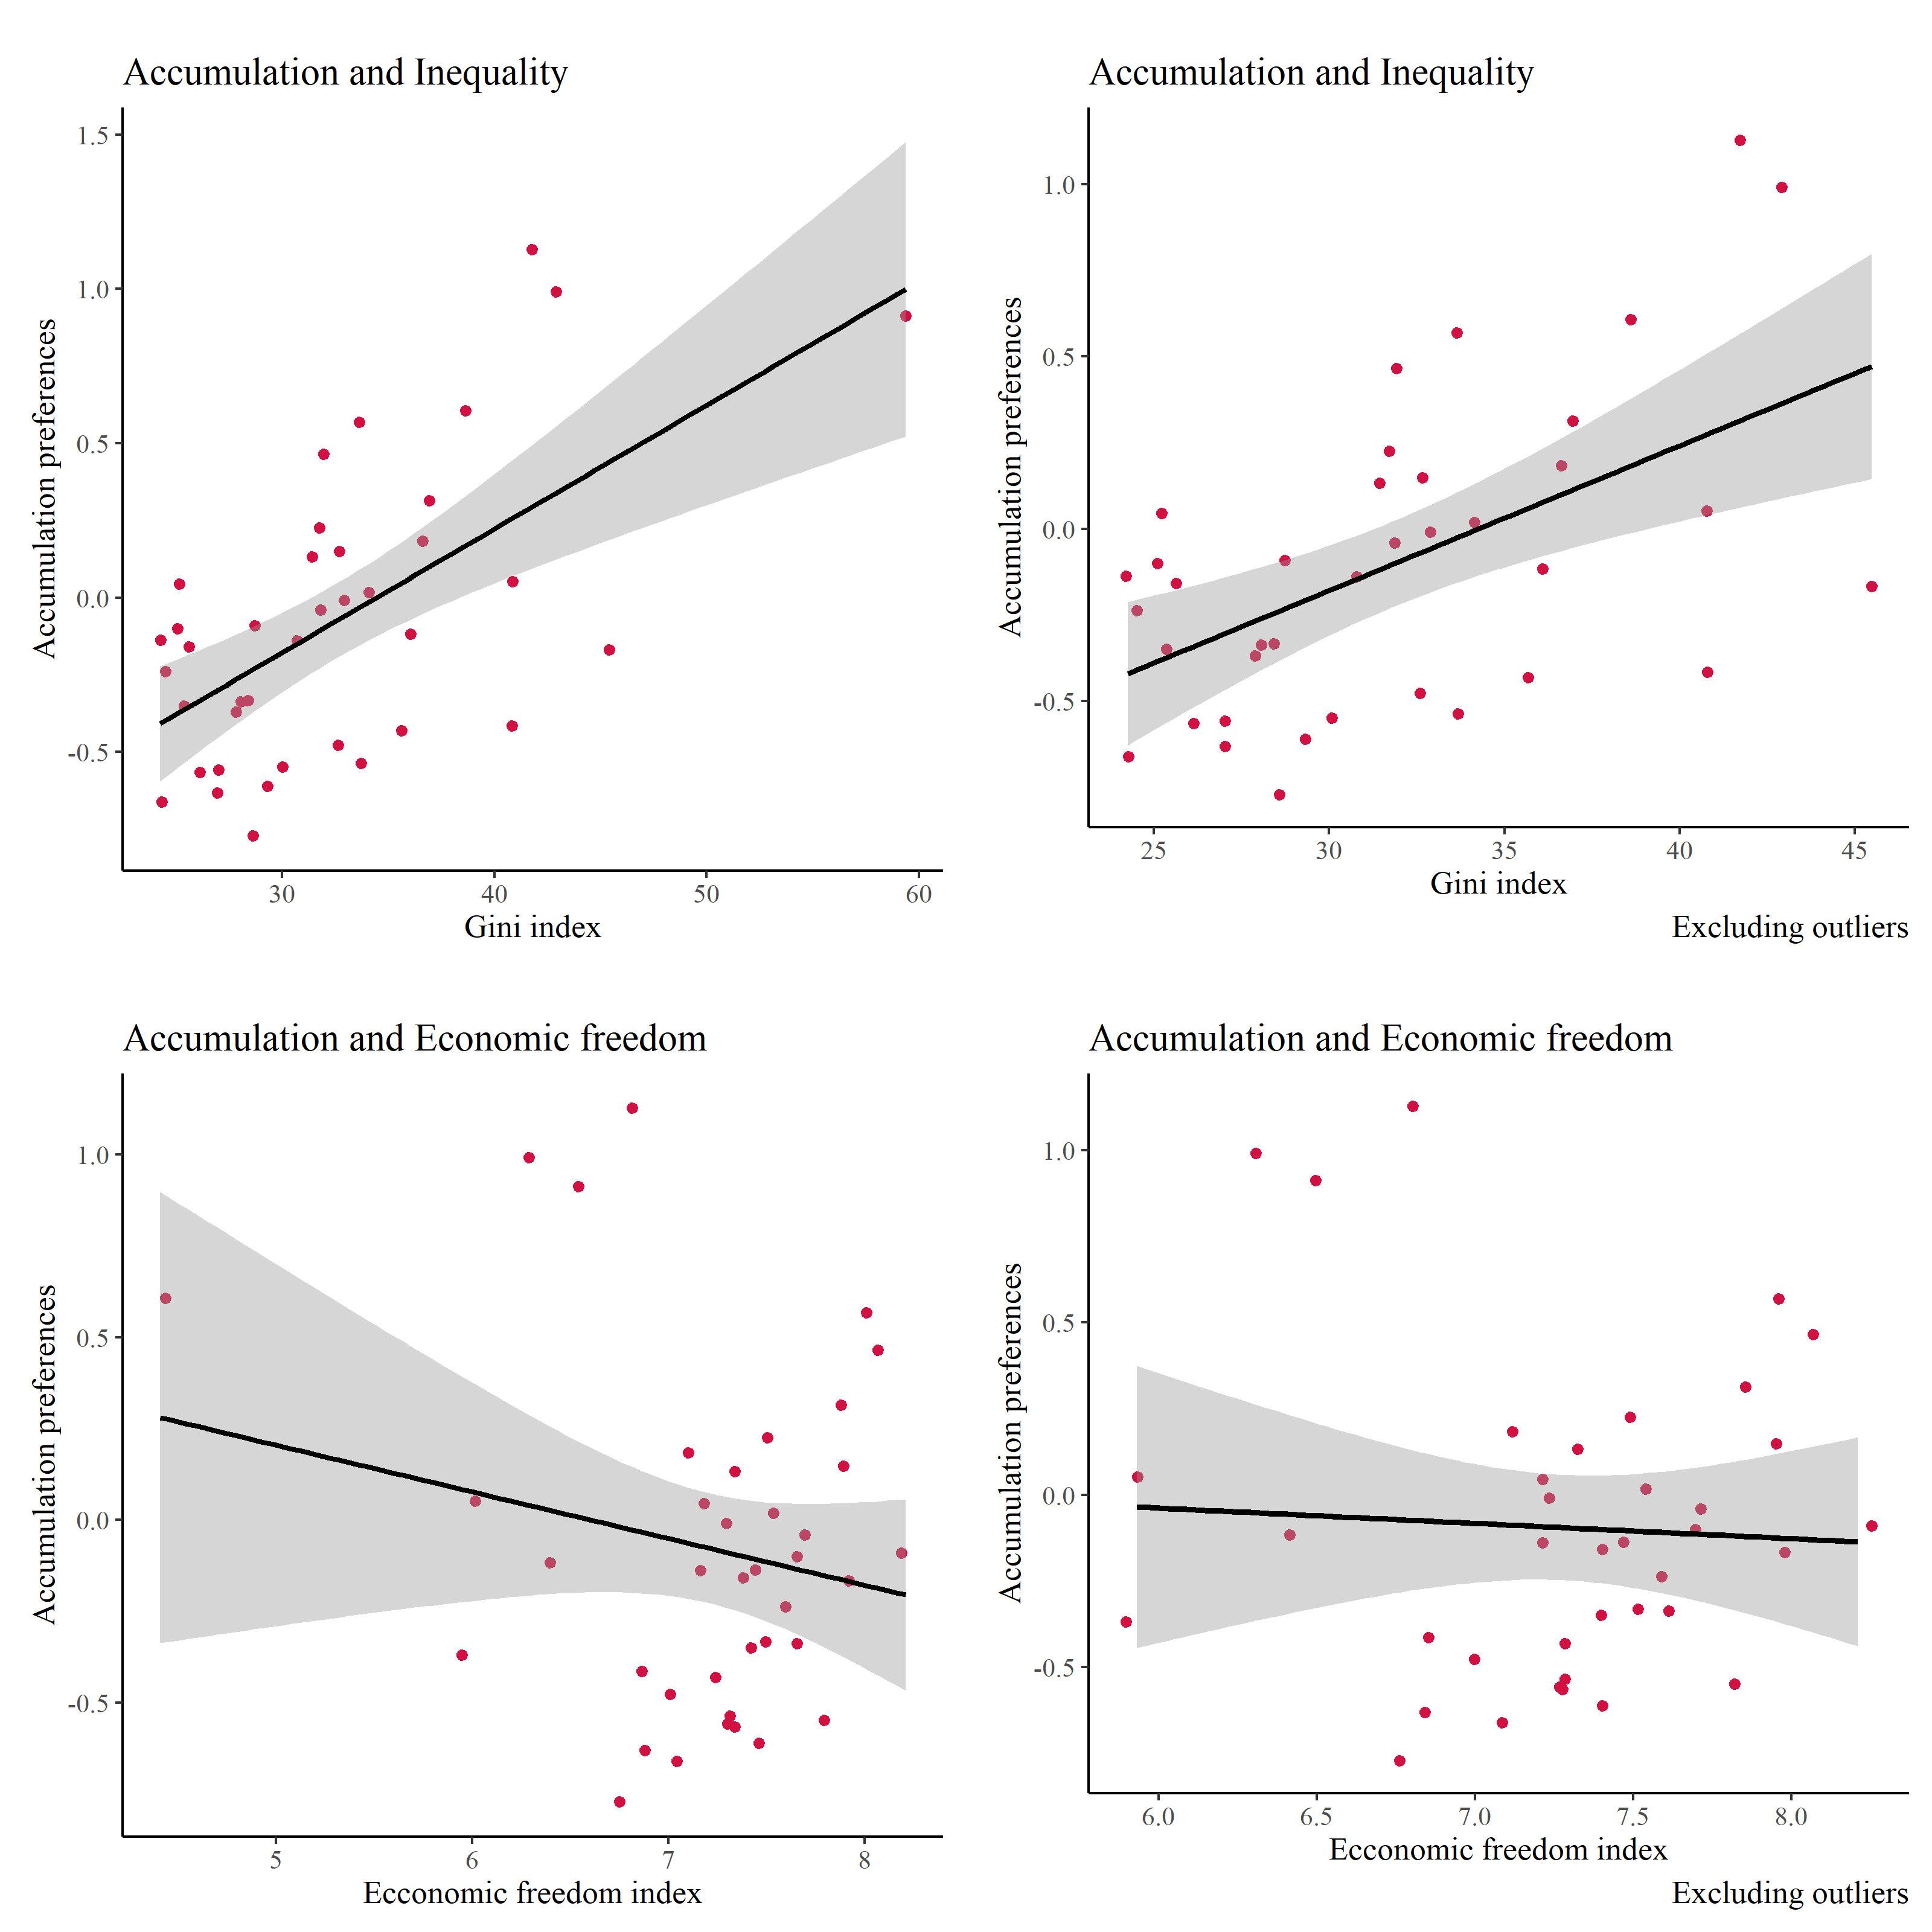 Accumulation and Inequality
Accumulation preferences
1.5
1.0
0.5
0.0
-0.5
30 40 50 60
Gini index
Accumulation and Inequality
Accumulation preferences
1.0
0.5
0.0
-0.5
25 30 35 40 45
Gini index
Excluding outliers
Accumulation and Economic freedom
Accumulation preferences
1.0
0.5
0.0
-0.5
5 6 7 8
Ecconomic freedom index
Accumulation and Economic freedom
Accumulation preferences
1.0
0.5
0.0
-0.5
6.0 6.5 7.0 7.5 8.0
Ecconomic freedom index
Excluding outliers